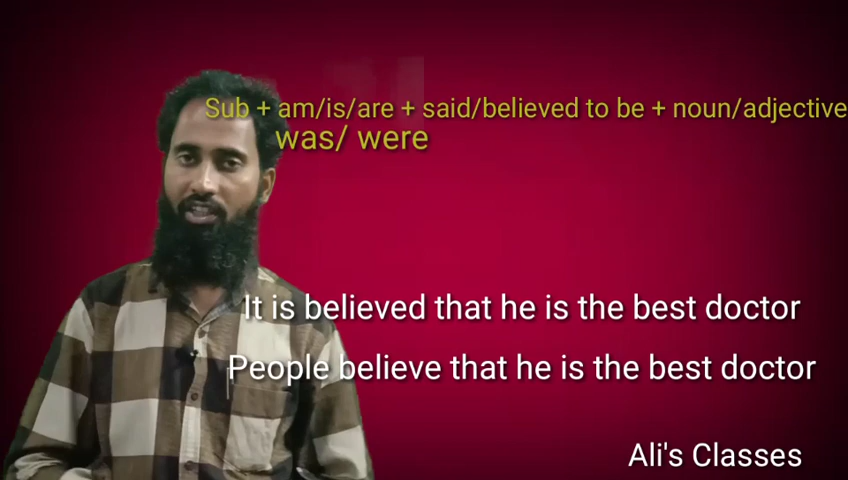 Sub + am/is/are + said/believed to be + noun/adjective
was/ were
It is believed that he is the best doctor
People believe that he is the best doctor
Ali's Classes